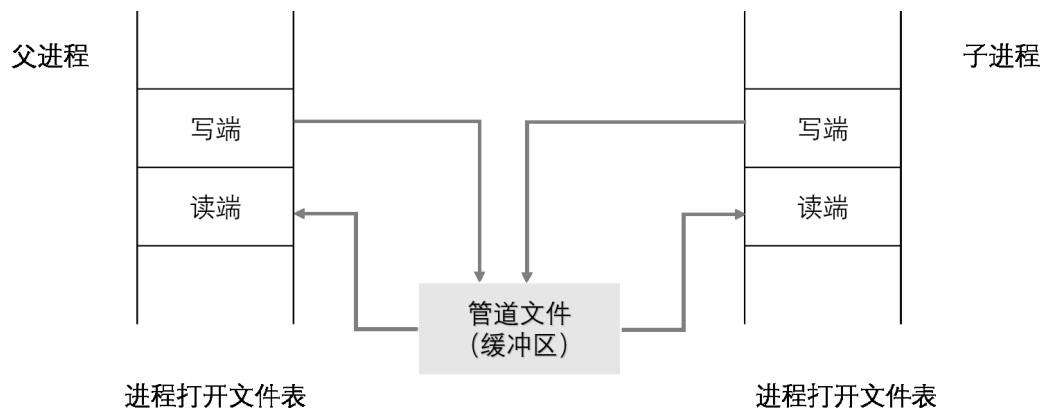 父进程
子进程
写端
写端
读端
读端
管道文件
(缓冲区)
进程打开文件表
进程打开文件表